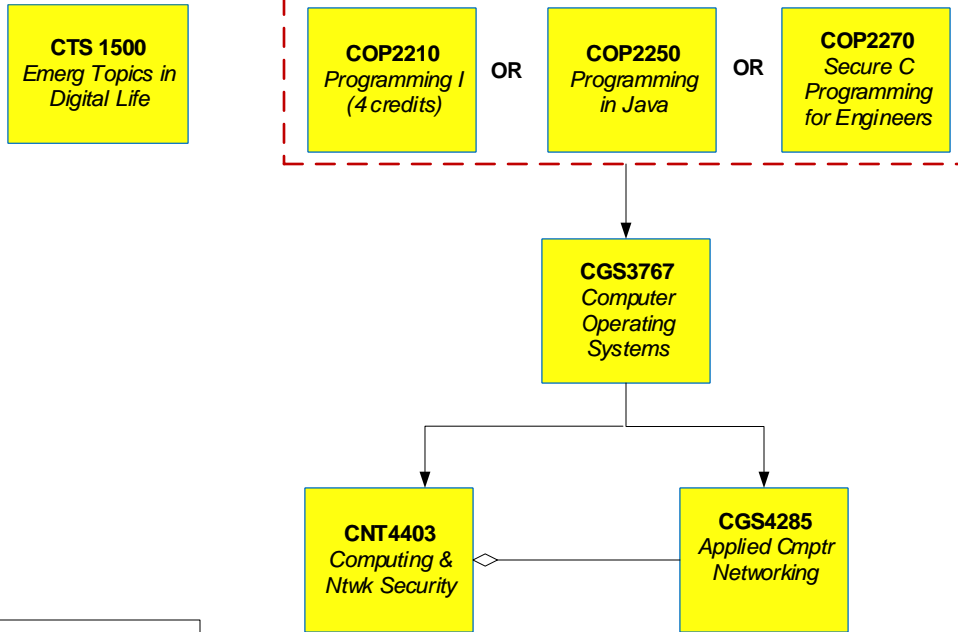 CTS 1500
Emerg Topics in
Digital Life
COP2210
Programming I
(4 credits)
OR
COP2250
Programming
in Java
OR
COP2270
Secure C
Programming
for Engineers
CGS3767
Computer
Operating
Systems
CNT4403
Computing &
Ntwk Security
CGS4285
Applied Cmptr
Networking